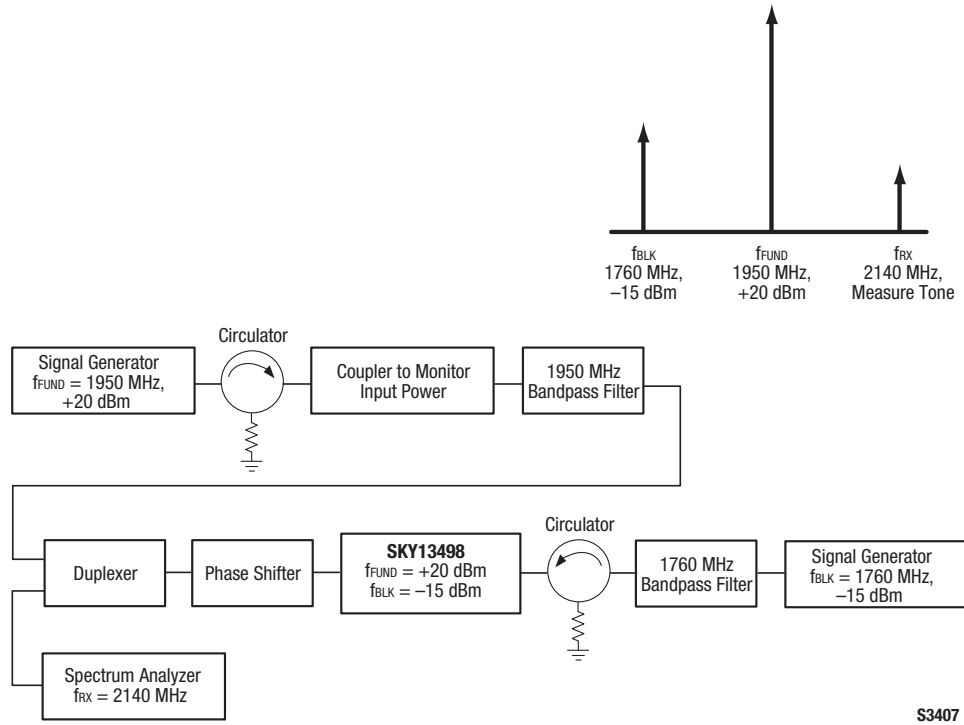 fBLK
1760 MHz,
–15 dBm
fFUND
1950 MHz,
+20 dBm
fRX
2140 MHz,
Measure Tone
Circulator
Signal Generator
fFUND = 1950 MHz,
+20 dBm
Coupler to Monitor
Input Power
1950 MHz
Bandpass Filter
Duplexer
Phase Shifter
SKY13498
fFUND = +20 dBm
fBLK = –15 dBm
Circulator
1760 MHz
Bandpass Filter
Signal Generator
fBLK = 1760 MHz,
–15 dBm
Spectrum Analyzer
fRX = 2140 MHz
S3407